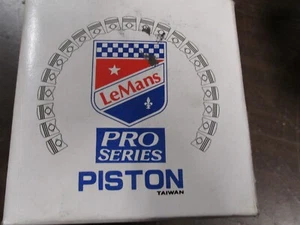 LeMans
PRO
SERIES
PISTON
TAIWAN